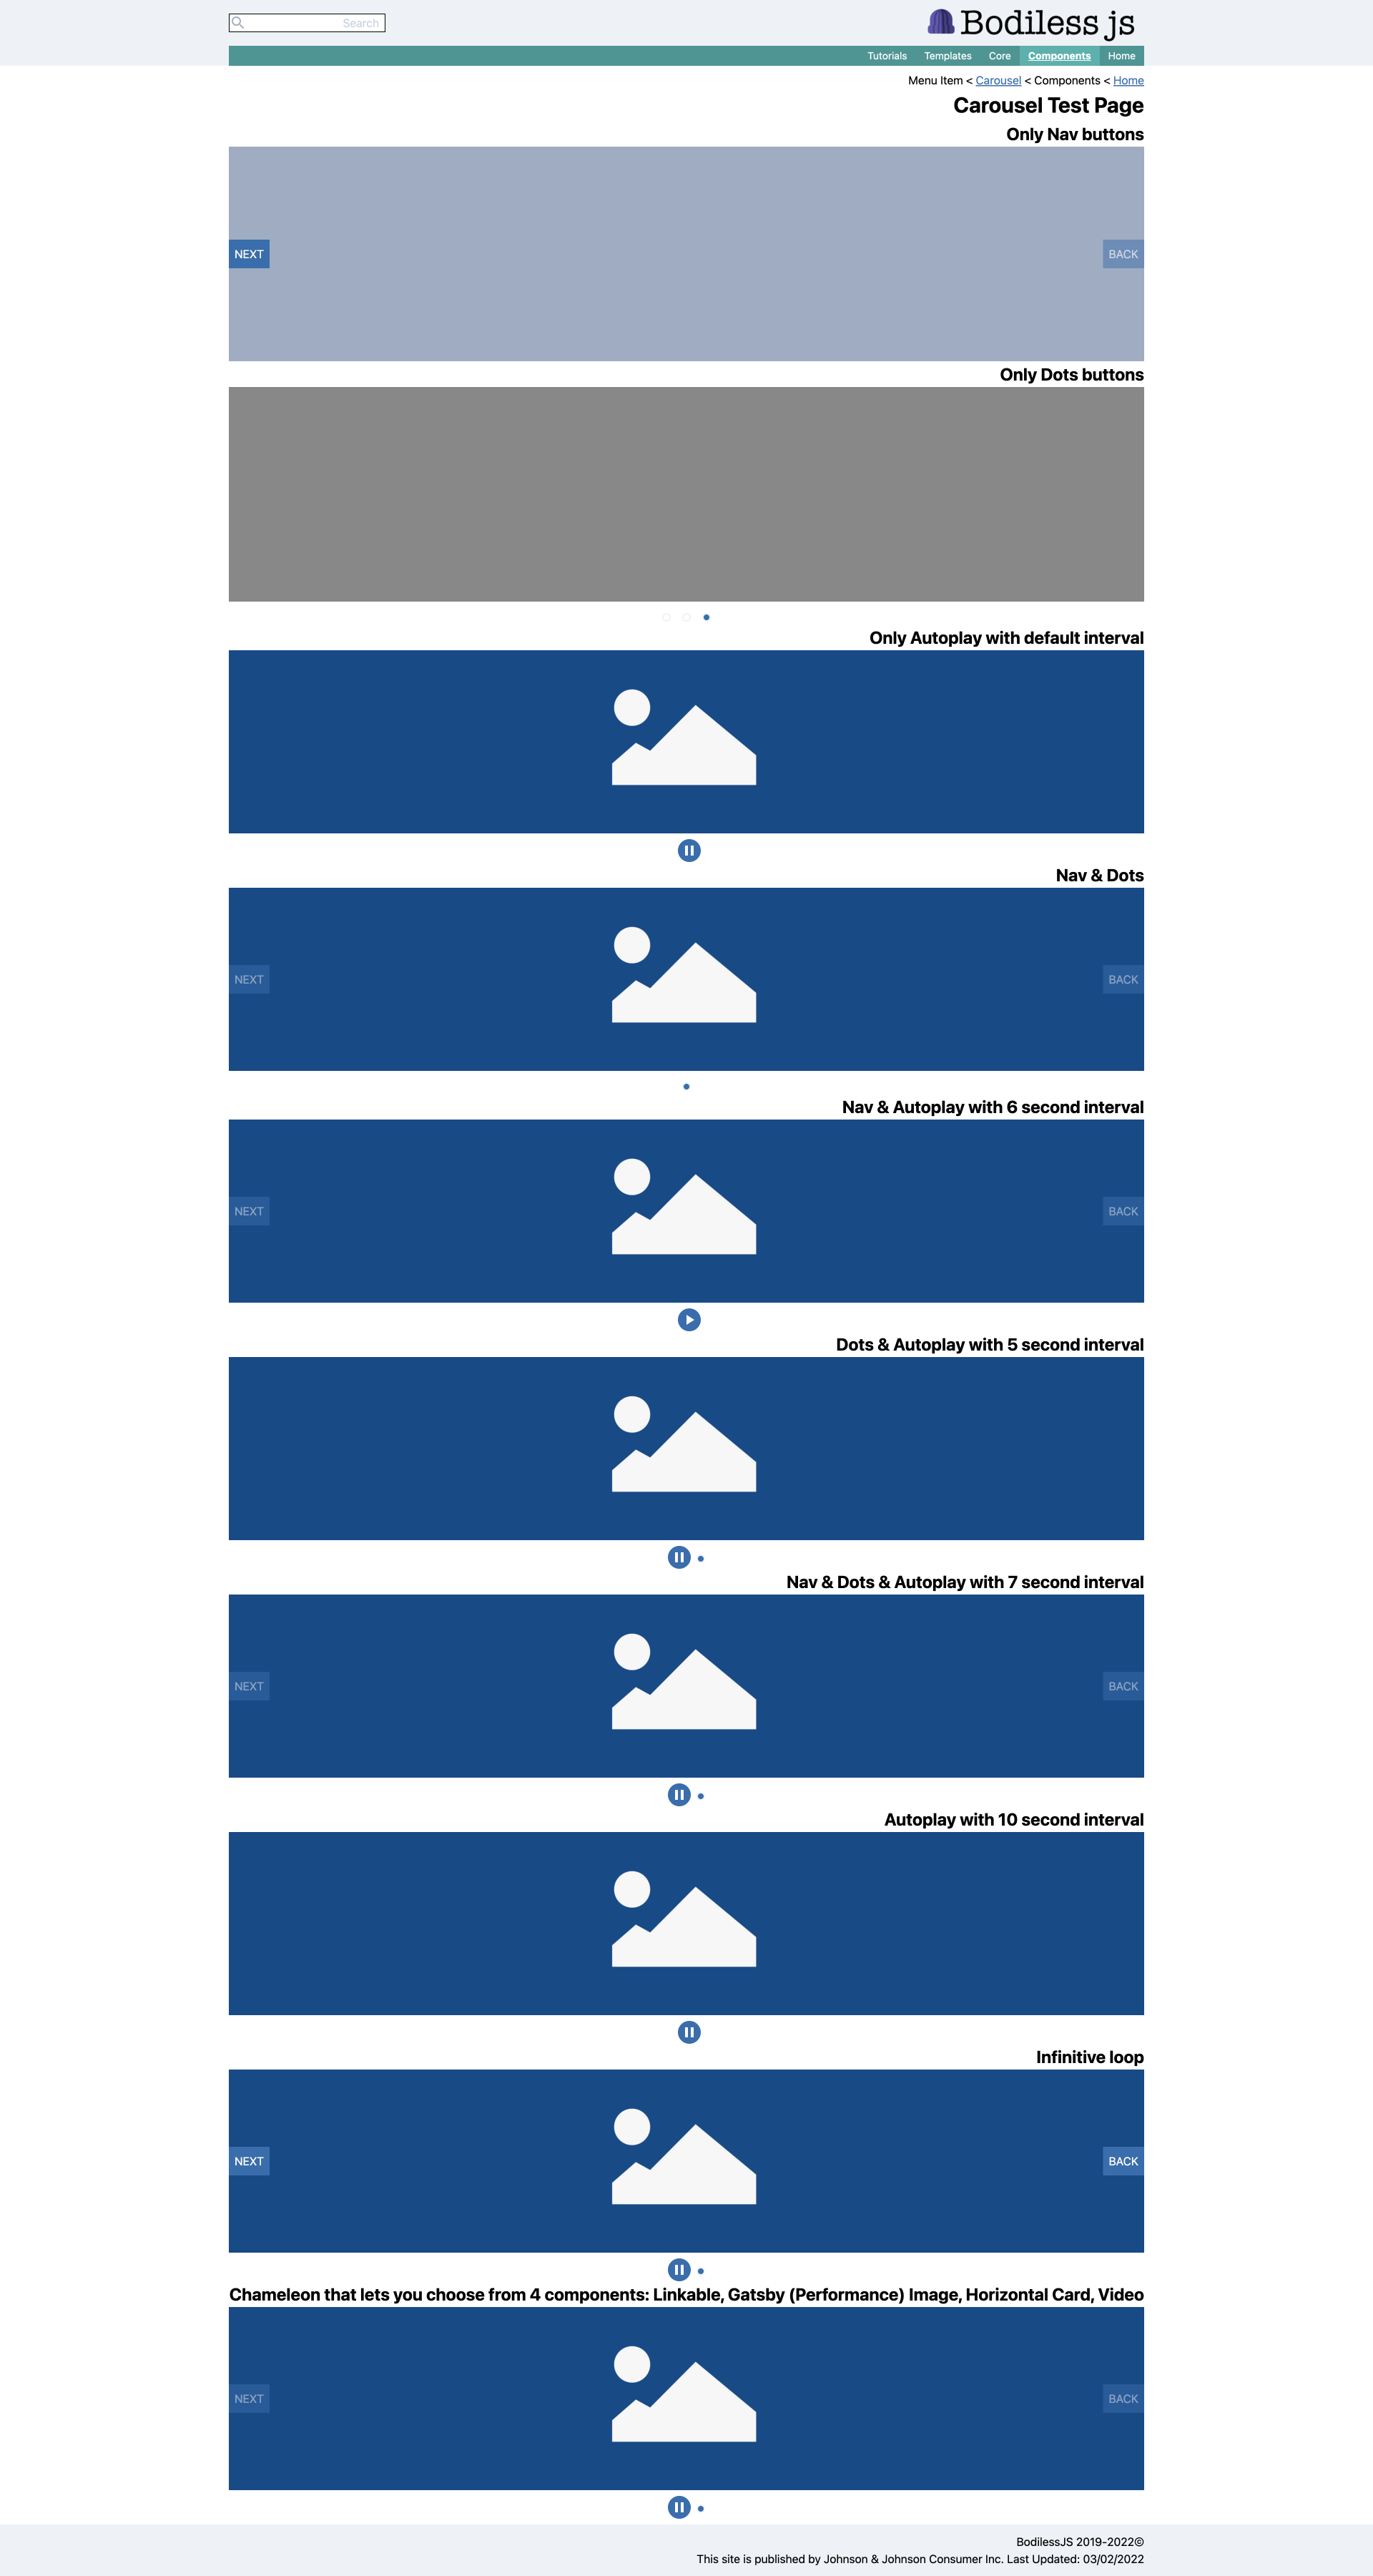 Search
Bodiless js
Tutorials Templates Core Components Home
Menu Item < Carousel < Components < Home
Carousel Test Page
Only Nav buttons
NEXT BACK
Only Dots buttons
Only Autoplay with default interval
Nav & Dots
NEXT BACK
Nav & Autoplay with 6 second interval
NEXT BACK
Dots & Autoplay with 5 second interval
Nav & Dots & Autoplay with 7 second interval
NEXT BACK
Autoplay with 10 second interval
Infinitive loop
NEXT BACK
Chameleon that lets you choose from 4 components: Linkable, Gatsby (Performance) Image, Horizontal Card, Video
NEXT BACK
BodilessJS 2019-2022©
This site is published by Johnson & Johnson Consumer Inc. Last Updated: 03/02/2022